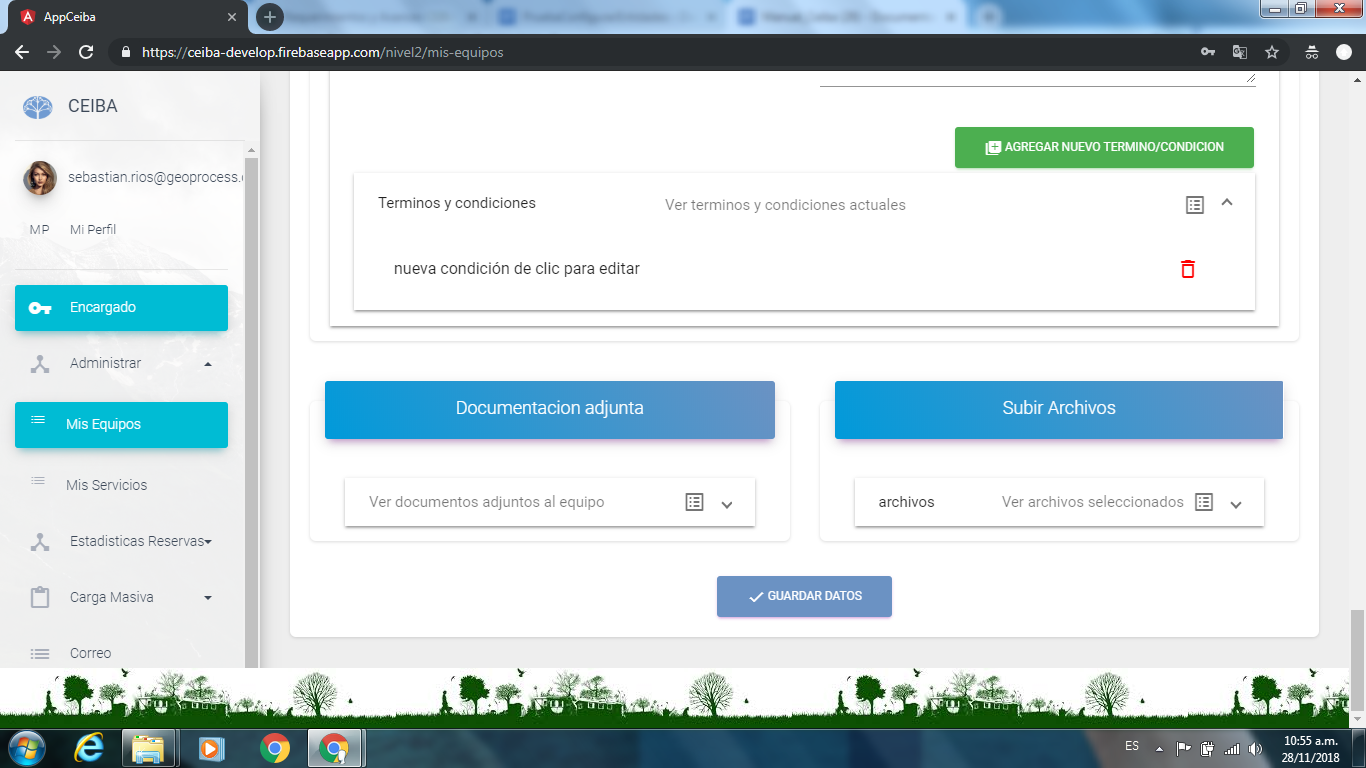 AppCeiba
https://ceiba-develop.firebaseapp.com/nivel2/mis-equipos
CEIBA
sebastian.rios@geoprocess.
MP Mi Perfil
Encargado
Administrar
Mis Equipos
Mis Servicios
Estadisticas Reservas
Carga Masiva
Correo
AGREGAR NUEVO TERMINO/CONDICION
Terminos y condiciones Ver terminos y condiciones actuales
nueva condición de clic para editar
Documentacion adjunta
Ver documentos adjuntos al equipo
Subir Archivos
archivos Ver archivos seleccionados
GUARDAR DATOS
ES
10:55 a.m.
28/11/2018